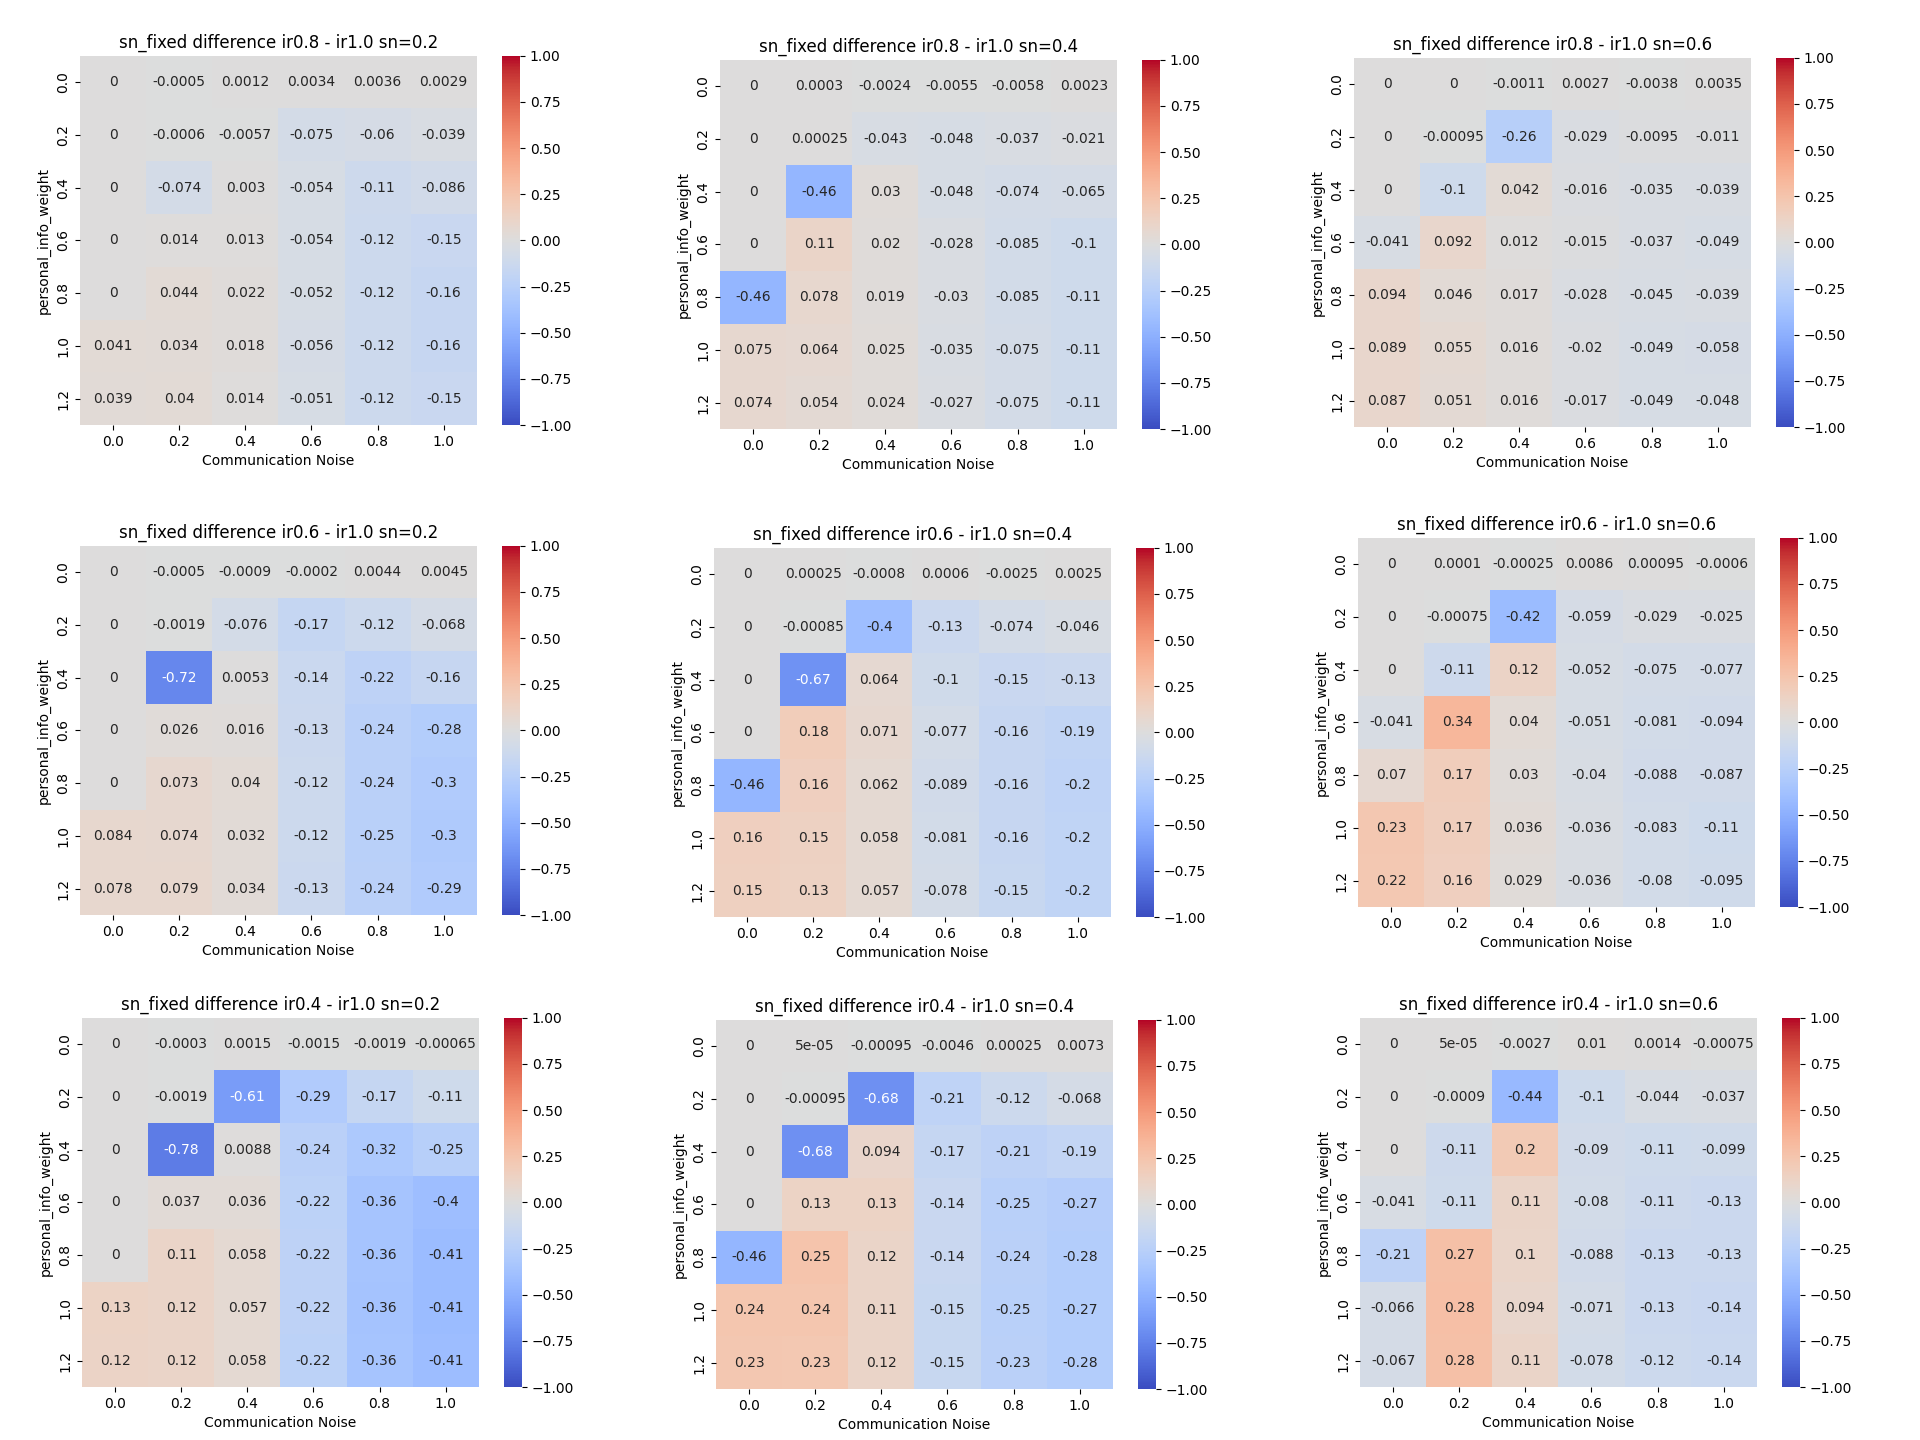 sn_fixed difference ir0.8 - ir1.0 sn=0.2
personal_info_weight
0.0 0 -0.0005 0.0012 0.0034 0.0036 0.0029
0.2 0 -0.0006 -0.0057 -0.075 -0.06 -0.039
0.4 0 -0.074 0.003 -0.054 -0.11 -0.086
0.6 0 0.014 0.013 -0.054 -0.12 -0.15
0.8 0 0.044 0.022 -0.052 -0.12 -0.16
1.0 0.041 0.034 0.018 -0.056 -0.12 -0.16
1.2 0.039 0.04 0.014 -0.051 -0.12 -0.15
0.0 0.2 0.4 0.6 0.8 1.0
Communication Noise
1.00
0.75
0.50
0.25
0.00
−0.25
−0.50
−0.75
−1.00
sn_fixed difference ir0.8 - ir1.0 sn=0.4
personal_info_weight
0.0 0 0.0003 -0.0024 -0.0055 -0.0058 0.0023
0.2 0 0.00025 -0.043 -0.048 -0.037 -0.021
0.4 0 -0.46 0.03 -0.048 -0.074 -0.065
0.6 0 0.11 0.02 -0.028 -0.085 -0.1
0.8 -0.46 0.078 0.019 -0.03 -0.085 -0.11
1.0 0.075 0.064 0.025 -0.035 -0.075 -0.11
1.2 0.074 0.054 0.024 -0.027 -0.075 -0.11
0.0 0.2 0.4 0.6 0.8 1.0
Communication Noise
1.00
0.75
0.50
0.25
0.00
−0.25
−0.50
−0.75
−1.00
sn_fixed difference ir0.8 - ir1.0 sn=0.6
personal_info_weight
0.0 0 0 -0.0011 0.0027 -0.0038 0.0035
0.2 0 -0.00095 -0.26 -0.029 -0.0095 -0.011
0.4 0 -0.1 0.042 -0.016 -0.035 -0.039
0.6 -0.041 0.092 0.012 -0.015 -0.037 -0.049
0.8 0.094 0.046 0.017 -0.028 -0.045 -0.039
1.0 0.089 0.055 0.016 -0.02 -0.049 -0.058
1.2 0.087 0.051 0.016 -0.017 -0.049 -0.048
0.0 0.2 0.4 0.6 0.8 1.0
Communication Noise
1.00
0.75
0.50
0.25
0.00
−0.25
−0.50
−0.75
−1.00
sn_fixed difference ir0.6 - ir1.0 sn=0.2
personal_info_weight
0.0 0 -0.0005 -0.0009 -0.0002 0.0044 0.0045
0.2 0 -0.0019 -0.076 -0.17 -0.12 -0.068
0.4 0 -0.72 0.0053 -0.14 -0.22 -0.16
0.6 0 0.026 0.016 -0.13 -0.24 -0.28
0.8 0 0.073 0.04 -0.12 -0.24 -0.3
1.0 0.084 0.074 0.032 -0.12 -0.25 -0.3
1.2 0.078 0.079 0.034 -0.13 -0.24 -0.29
0.0 0.2 0.4 0.6 0.8 1.0
Communication Noise
1.00
0.75
0.50
0.25
0.00
−0.25
−0.50
−0.75
−1.00
sn_fixed difference ir0.6 - ir1.0 sn=0.4
personal_info_weight
0.0 0 0.00025 -0.0008 0.0006 -0.0025 0.0025
0.2 0 -0.00085 -0.4 -0.13 -0.074 -0.046
0.4 0 -0.67 0.064 -0.1 -0.15 -0.13
0.6 0 0.18 0.071 -0.077 -0.16 -0.19
0.8 -0.46 0.16 0.062 -0.089 -0.16 -0.2
1.0 0.16 0.15 0.058 -0.081 -0.16 -0.2
1.2 0.15 0.13 0.057 -0.078 -0.15 -0.2
0.0 0.2 0.4 0.6 0.8 1.0
Communication Noise
1.00
0.75
0.50
0.25
0.00
−0.25
−0.50
−0.75
−1.00
sn_fixed difference ir0.6 - ir1.0 sn=0.6
personal_info_weight
0.0 0 0.0001 -0.00025 0.0086 0.00095 -0.0006
0.2 0 -0.00075 -0.42 -0.059 -0.029 -0.025
0.4 0 -0.11 0.12 -0.052 -0.075 -0.077
0.6 -0.041 0.34 0.04 -0.051 -0.081 -0.094
0.8 0.07 0.17 0.03 -0.04 -0.088 -0.087
1.0 0.23 0.17 0.036 -0.036 -0.083 -0.11
1.2 0.22 0.16 0.029 -0.036 -0.08 -0.095
0.0 0.2 0.4 0.6 0.8 1.0
Communication Noise
1.00
0.75
0.50
0.25
0.00
−0.25
−0.50
−0.75
−1.00
sn_fixed difference ir0.4 - ir1.0 sn=0.2
personal_info_weight
0.0 0 -0.0003 0.0015 -0.0015 -0.0019 -0.00065
0.2 0 -0.0019 -0.61 -0.29 -0.17 -0.11
0.4 0 -0.78 0.0088 -0.24 -0.32 -0.25
0.6 0 0.037 0.036 -0.22 -0.36 -0.4
0.8 0 0.11 0.058 -0.22 -0.36 -0.41
1.0 0.13 0.12 0.057 -0.22 -0.36 -0.41
1.2 0.12 0.12 0.058 -0.22 -0.36 -0.41
0.0 0.2 0.4 0.6 0.8 1.0
Communication Noise
1.00
0.75
0.50
0.25
0.00
−0.25
−0.50
−0.75
−1.00
sn_fixed difference ir0.4 - ir1.0 sn=0.4
personal_info_weight
0.0 0 5e-05 -0.00095 -0.0046 0.00025 0.0073
0.2 0 -0.00095 -0.68 -0.21 -0.12 -0.068
0.4 0 -0.68 0.094 -0.17 -0.21 -0.19
0.6 0 0.13 0.13 -0.14 -0.25 -0.27
0.8 -0.46 0.25 0.12 -0.14 -0.24 -0.28
1.0 0.24 0.24 0.11 -0.15 -0.25 -0.27
1.2 0.23 0.23 0.12 -0.15 -0.23 -0.28
0.0 0.2 0.4 0.6 0.8 1.0
Communication Noise
1.00
0.75
0.50
0.25
0.00
−0.25
−0.50
−0.75
−1.00
sn_fixed difference ir0.4 - ir1.0 sn=0.6
personal_info_weight
0.0 0 5e-05 -0.0027 0.01 0.0014 -0.00075
0.2 0 -0.0009 -0.44 -0.1 -0.044 -0.037
0.4 0 -0.11 0.2 -0.09 -0.11 -0.099
0.6 -0.041 -0.11 0.11 -0.08 -0.11 -0.13
0.8 -0.21 0.27 0.1 -0.088 -0.13 -0.13
1.0 -0.066 0.28 0.094 -0.071 -0.13 -0.14
1.2 -0.067 0.28 0.11 -0.078 -0.12 -0.14
0.0 0.2 0.4 0.6 0.8 1.0
Communication Noise
1.00
0.75
0.50
0.25
0.00
−0.25
−0.50
−0.75
−1.00